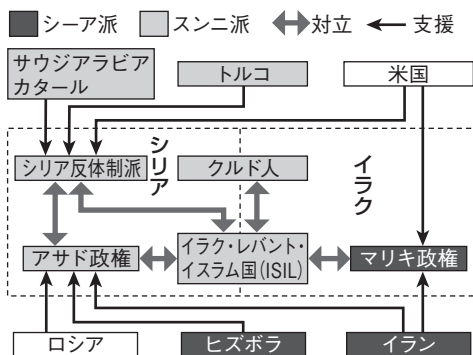 シーア派 スンニ派 対立 支援
サウジアラビア
カタール
トルコ
米国
シリア
イラク
シリア反体制派
クルド人
アサド政権
イラク・レバント・
イスラム国(ISIL)
マリキ政権
ロシア
ヒズボラ
イラン